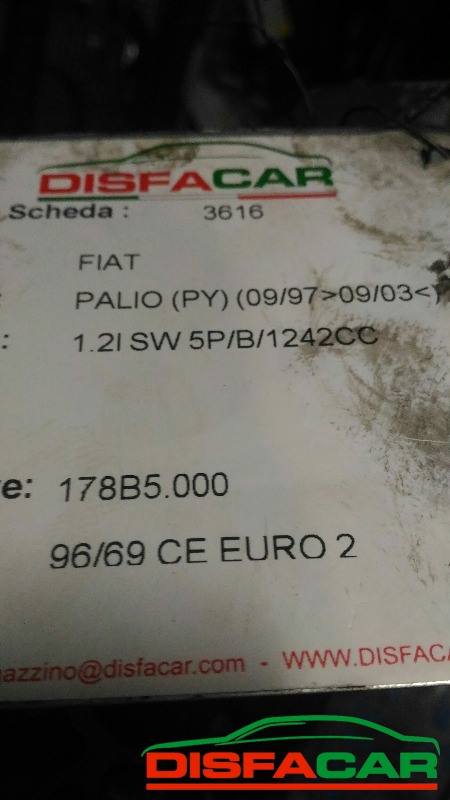 DISFACAR
Scheda : 3616
FIAT
PALIO (PY) (09/97>09/03<)
: 1.2I SW 5P/B/1242CC
178B5.000
96/69 CE EURO 2
gazzino@disfacar.com - WWW.DISFACA
DISFACAR